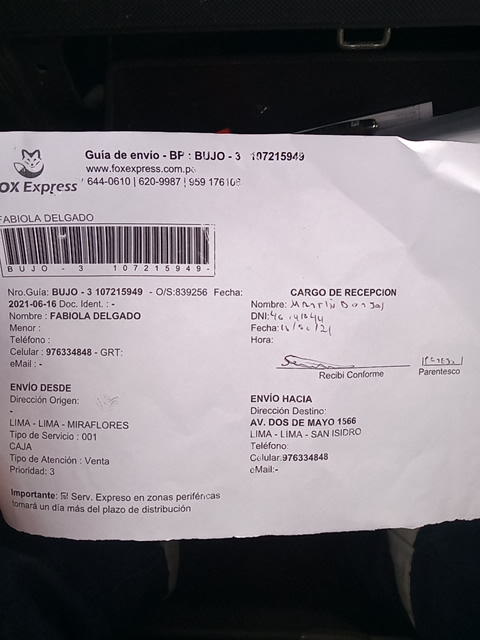 Guía de envío - BP : BUJO - 3 107215949
www.foxexpress.com.pe
OX Express
644-0610 | 620-9987 | 959 176108
FABIOLA DELGADO
BUJO-3 107215949-
Nro.Guía: BUJO - 3 107215949 - O/S:839256 Fecha:
2021-06-16 Doc. Ident. : -
Nombre : FABIOLA DELGADO
Menor :
Teléfono :
Celular : 976334848 - GRT:
eMail : -
CARGO DE RECEPCION
Nombre: Martin
DNI:
Fecha:
Hora:
Recibi Conforme
Parentesco
ENVÍO DESDE
Dirección Origen:
-
LIMA - LIMA - MIRAFLORES
Tipo de Servicio : 001
CAJA
Tipo de Atención : Venta
Prioridad: 3
ENVÍO HACIA
Dirección Destino:
AV. DOS DE MAYO 1566
LIMA - LIMA - SAN ISIDRO
Teléfono:
Celular:976334848
eMail:-
Importante: Serv. Expreso en zonas periféricas
tomará un día más del plazo de distribución